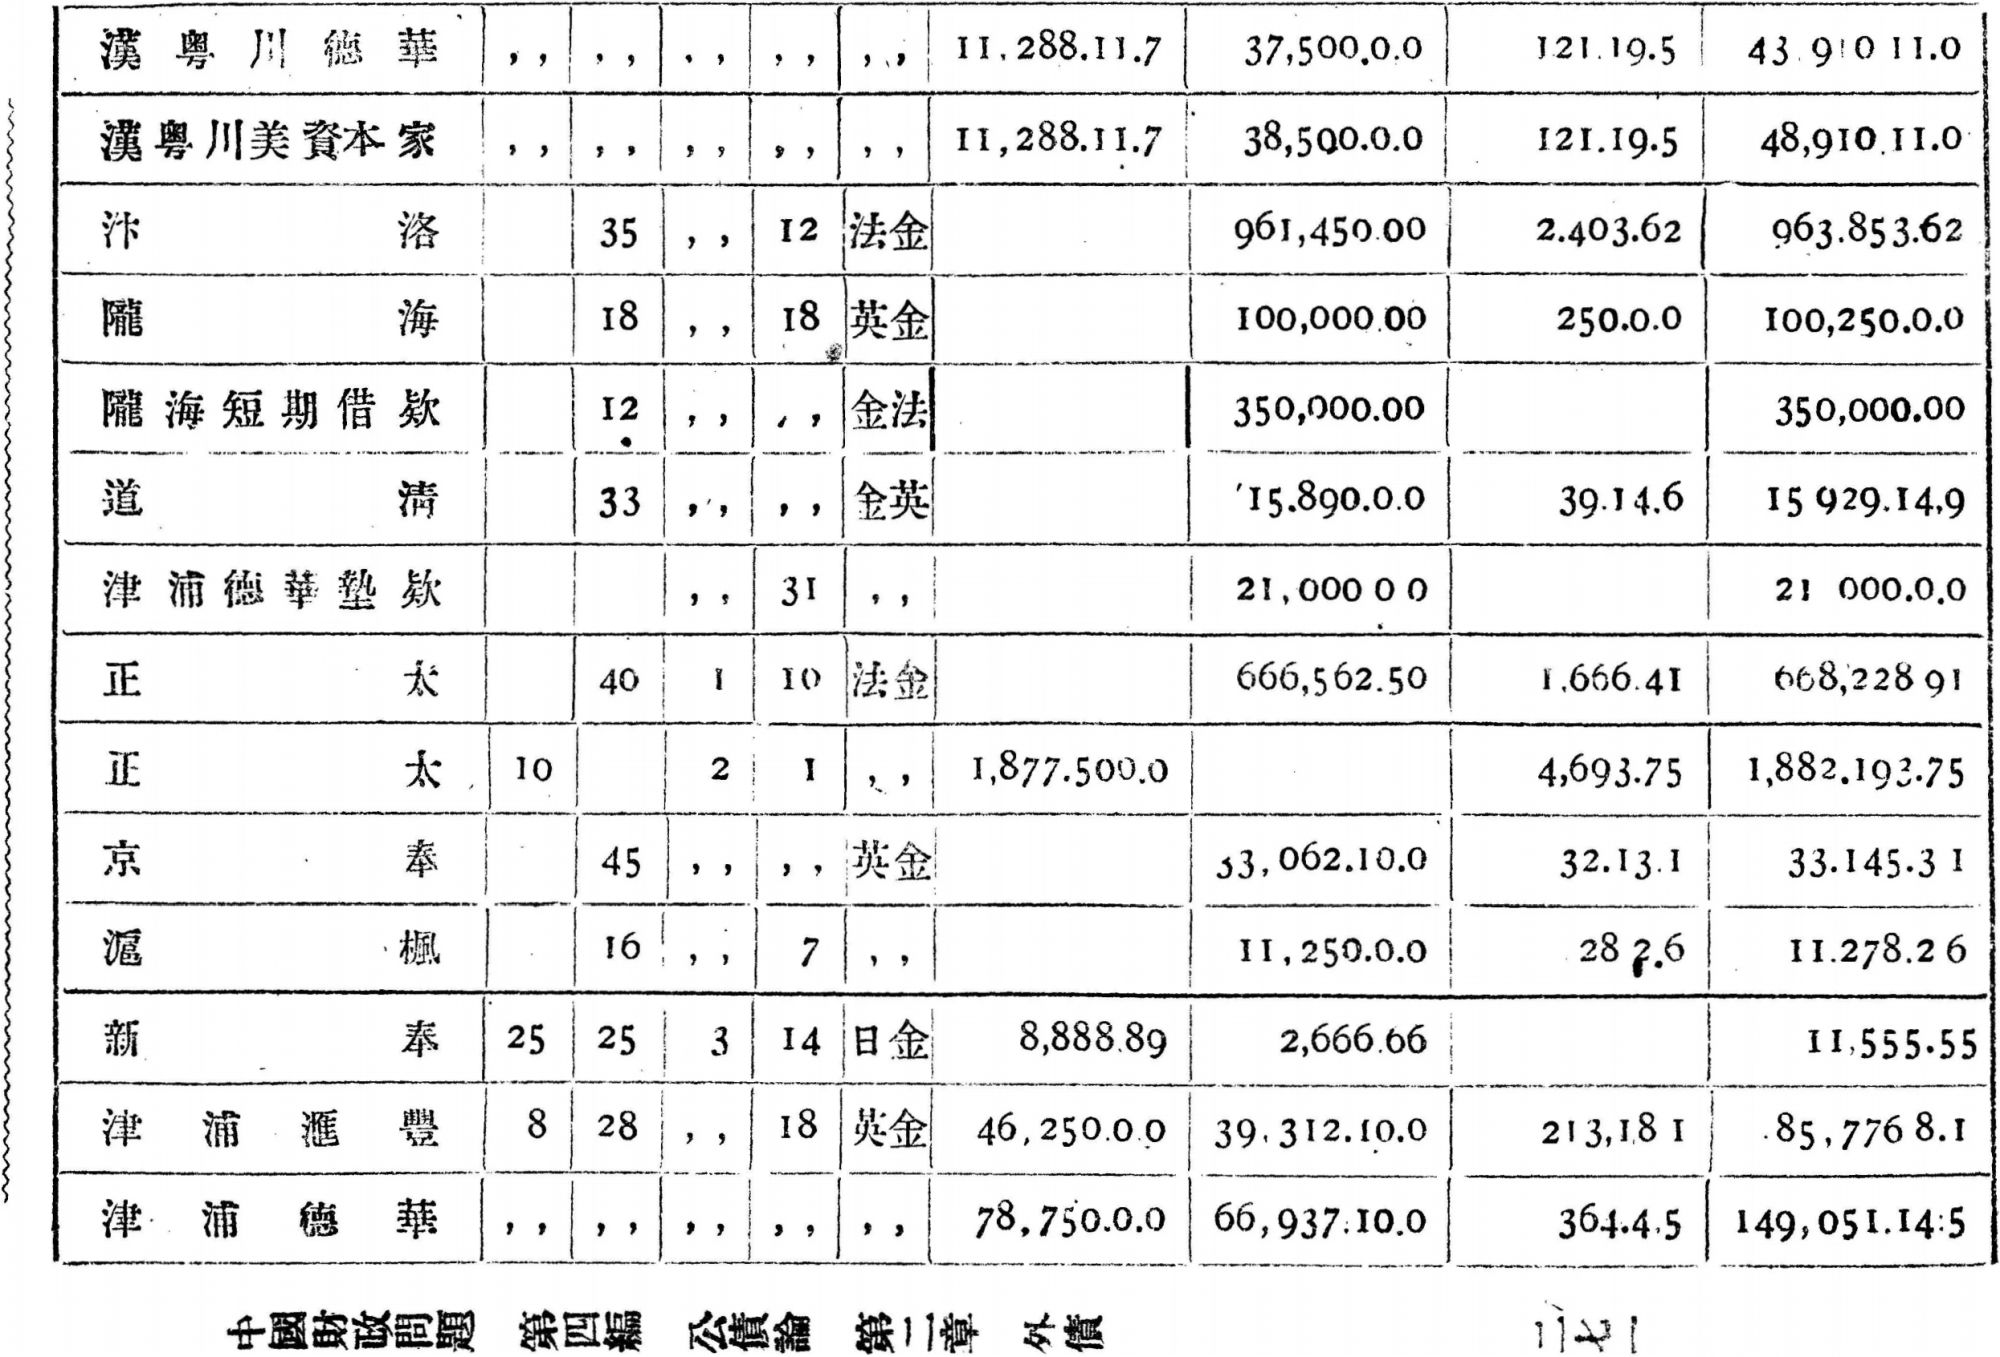 漢粤川德華 ,, ,, ,, ,, ,, 11,288.11.7 37,500.0.0 121.19.5 43.910 11.0
漢粤川美資本家 ,, ,, ,, ,, ,, 11,288.11.7 38,500.0.0 121.19.5 48,910.11.0
汴洛 35 ,, 12 法金 961,450.00 2.403.62 963.853.62
隴海 18 ,, 18 英金 100,000.00 250.0.0 100,250.0.0
隴海短期借欵 12 ,, ,, 金法 350,000.00 350,000.00
道淸 33 ,, ,, 金英 15.890.0.0 39.14.6 15 929.14.9
津浦德華墊欵 ,, 31 ,, 21,000 0 0 21 000.0.0
正太 40 1 10 法金 666,562.50 1.666.41 668,228 91
正太 10 2 1 ,, 1,877.500.0 4,693.75 1,882.193.75
京奉 45 ,, ,, 英金 33,062.10.0 32.13.1 33.145.3 1
滬楓 16 ,, 7 ,, 11,250.0.0 28 2.6 11.278.2 6
新奉 25 25 3 14 日金 8,888.89 2,666.66 11,555.55
津浦滙豐 8 28 ,, 18 英金 46,250.0.0 39.312.10.0 213,18 1 85,776 8.1
津浦德華 ,, ,, ,, ,, ,, 78,750.0.0 66,937.10.0 364.4.5 149,051.14.5
中國財政問題 第四編 公債論 第二章 外債 二七一